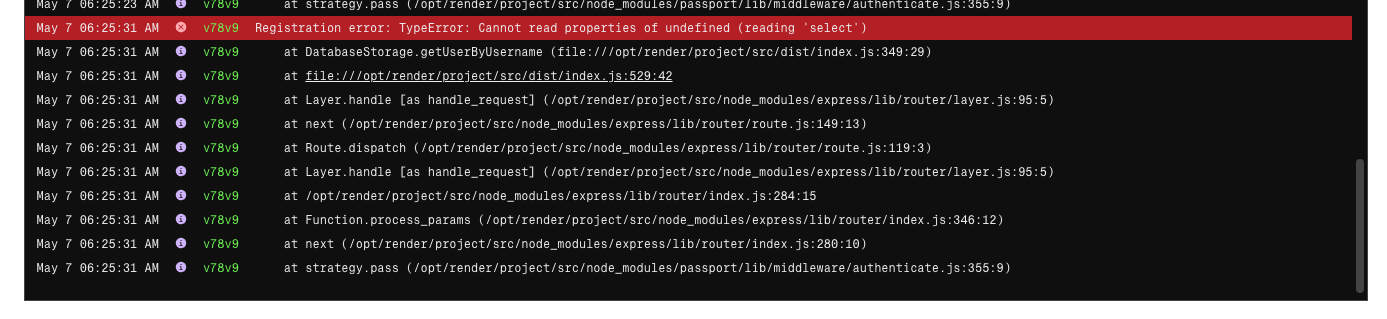 May 7 06:25:23 AM v78v9 at strategy.pass (/opt/render/project/src/node_modules/passport/lib/middleware/authenticate.js:355:9)
May 7 06:25:31 AM v78v9 Registration error: TypeError: Cannot read properties of undefined (reading 'select')
May 7 06:25:31 AM v78v9 at DatabaseStorage.getUserByUsername (file:///opt/render/project/src/dist/index.js:349:29)
May 7 06:25:31 AM v78v9 at file:///opt/render/project/src/dist/index.js:529:42
May 7 06:25:31 AM v78v9 at Layer.handle [as handle_request] (/opt/render/project/src/node_modules/express/lib/router/layer.js:95:5)
May 7 06:25:31 AM v78v9 at next (/opt/render/project/src/node_modules/express/lib/router/route.js:149:13)
May 7 06:25:31 AM v78v9 at Route.dispatch (/opt/render/project/src/node_modules/express/lib/router/route.js:119:3)
May 7 06:25:31 AM v78v9 at Layer.handle [as handle_request] (/opt/render/project/src/node_modules/express/lib/router/layer.js:95:5)
May 7 06:25:31 AM v78v9 at /opt/render/project/src/node_modules/express/lib/router/index.js:284:15
May 7 06:25:31 AM v78v9 at Function.process_params (/opt/render/project/src/node_modules/express/lib/router/index.js:346:12)
May 7 06:25:31 AM v78v9 at next (/opt/render/project/src/node_modules/express/lib/router/index.js:280:10)
May 7 06:25:31 AM v78v9 at strategy.pass (/opt/render/project/src/node_modules/passport/lib/middleware/authenticate.js:355:9)